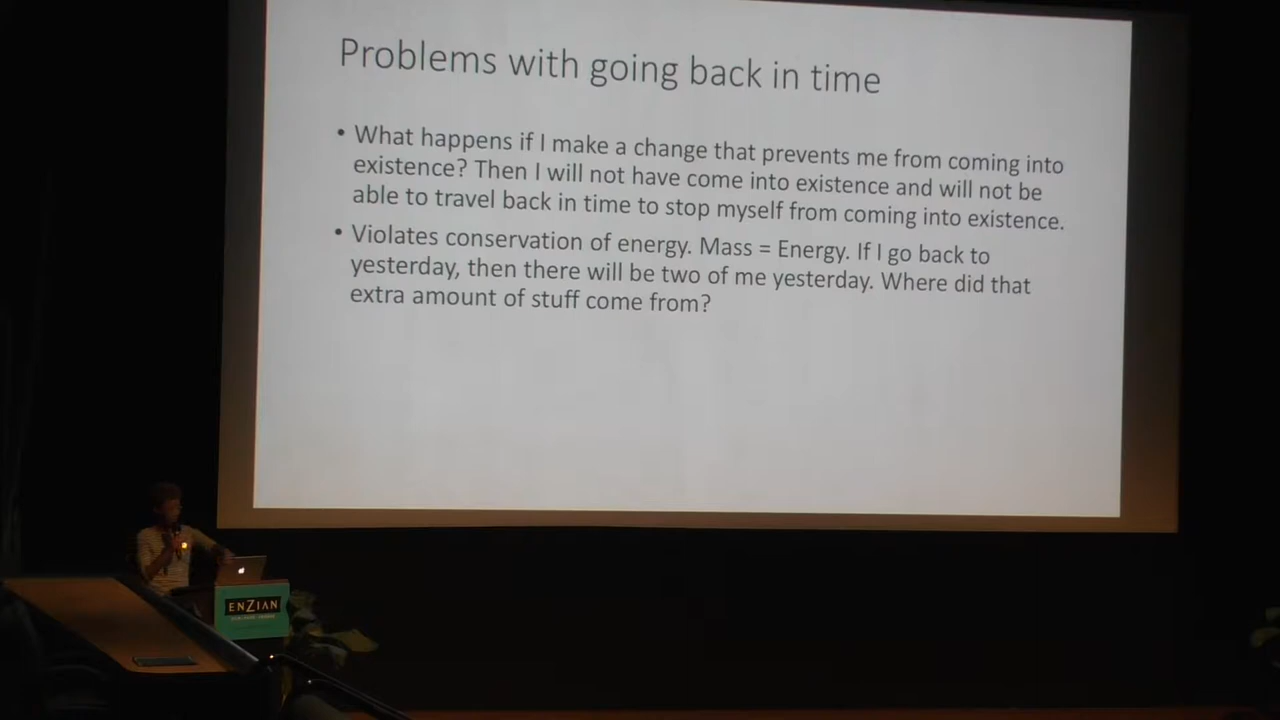 Problems with going back in time
• What happens if I make a change that prevents me from coming into
existence? Then I will not have come into existence and will not be
able to travel back in time to stop myself from coming into existence.
• Violates conservation of energy. Mass = Energy. If I go back to
yesterday, then there will be two of me yesterday. Where did that
extra amount of stuff come from?
ENZIAN